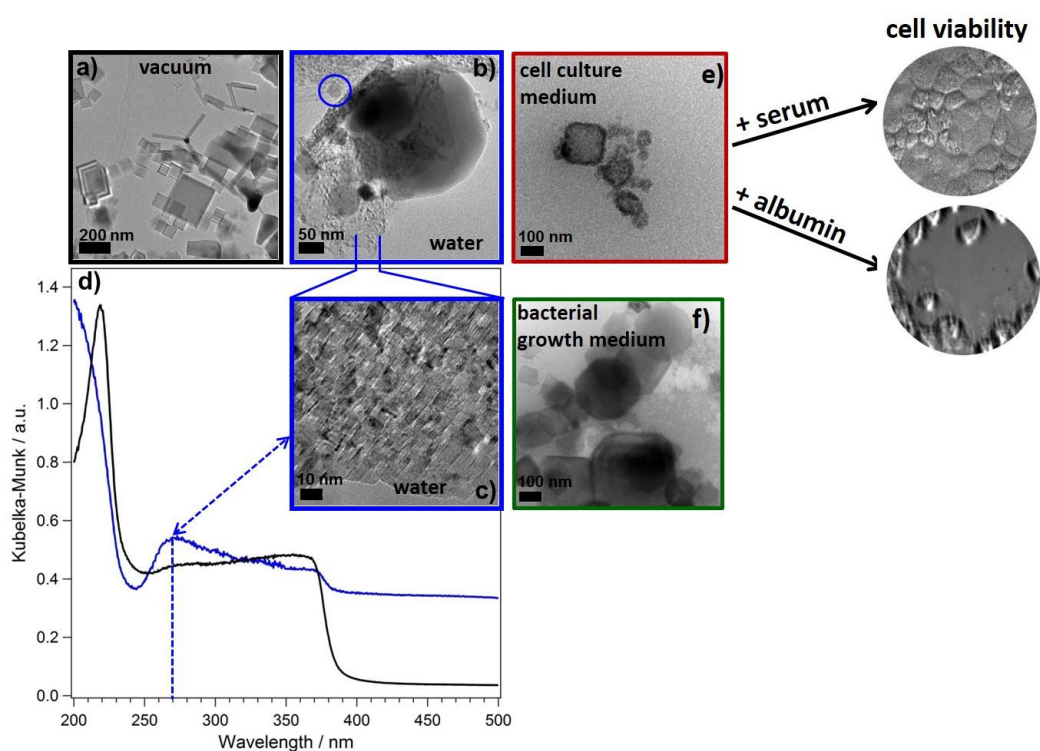 cell viability
a)
vacuum
200 nm
b)
50 nm
water
cell culture
medium
e)
100 nm
+ serum
+ albumin
d)
1.4
1.2
1.0
0.8
0.6
0.4
0.2
0.0
Kubelka-Munk / a.u.
10 nm
water
c)
bacterial
growth medium
f)
100 nm
200
250
300
350
400
450
500
Wavelength / nm